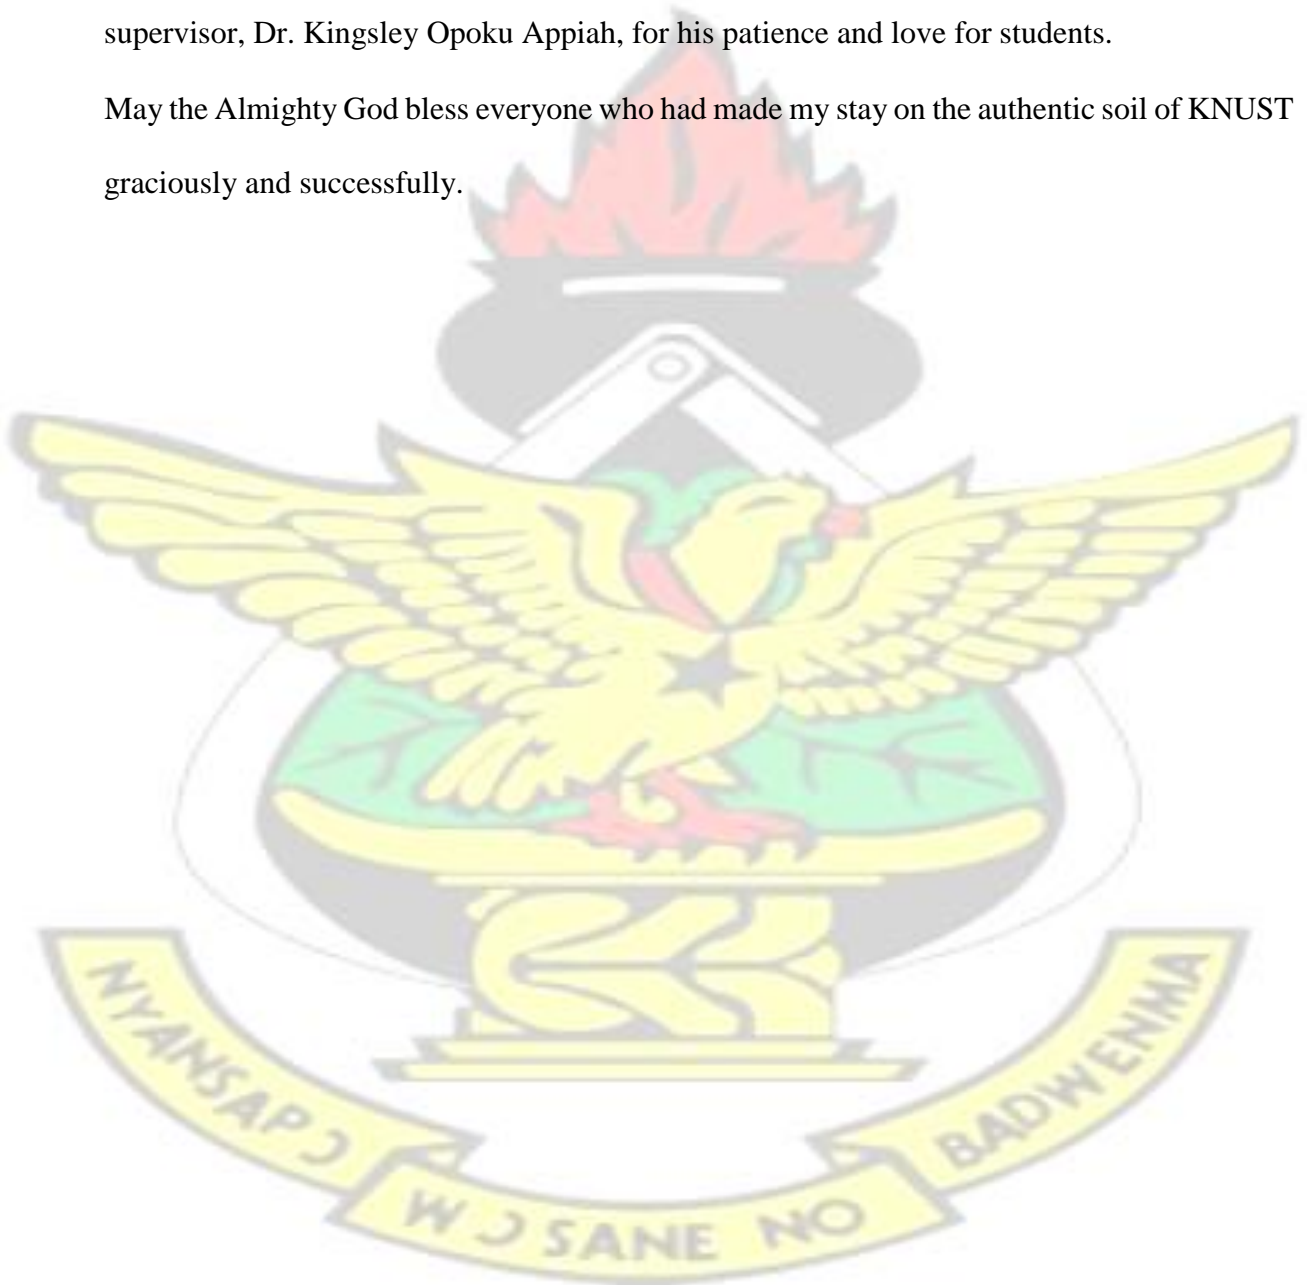 supervisor, Dr. Kingsley Opoku Appiah, for his patience and love for students.
May the Almighty God bless everyone who had made my stay on the authentic soil of KNUST
graciously and successfully.
NYANSAPƆ
WƆSANE NO
BADWENMA